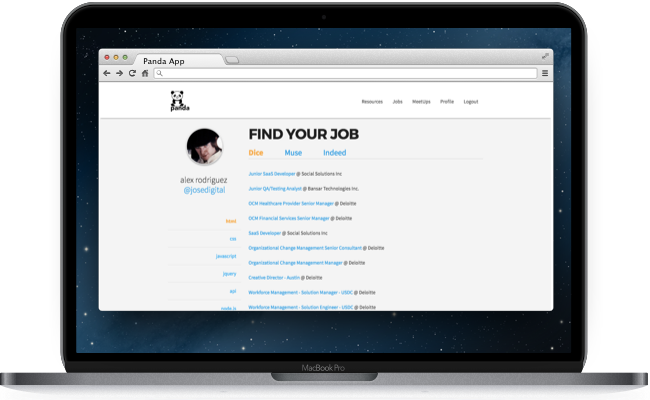 Panda App
panda
Resources Jobs MeetUps Profile Logout
FIND YOUR JOB
Dice Muse Indeed
alex rodriguez
@josedigital
html
css
javascript
jquery
api
node js
Junior SaaS Developer @ Social Solutions Inc
Junior QA/Testing Analyst @ Bansar Technologies Inc.
OCM Healthcare Provider Senior Manager @ Deloitte
OCM Financial Services Senior Manager @ Deloitte
SaaS Developer @ Social Solutions Inc
Organizational Change Management Senior Consultant @ Deloitte
Organizational Change Management Manager @ Deloitte
Creative Director - Austin @ Deloitte
Workforce Management - Solution Manager - USDC @ Deloitte
Workforce Management - Solution Engineer - USDC @ Deloitte
MacBook Pro